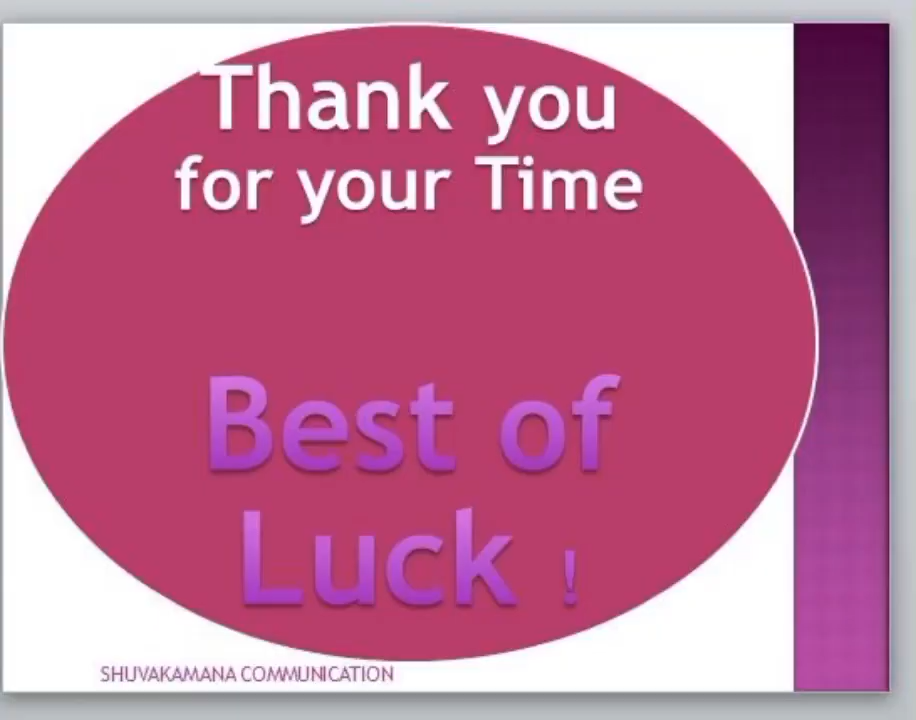 Thank you
for your Time
Best of
Luck !
SHUVAKAMANA COMMUNICATION